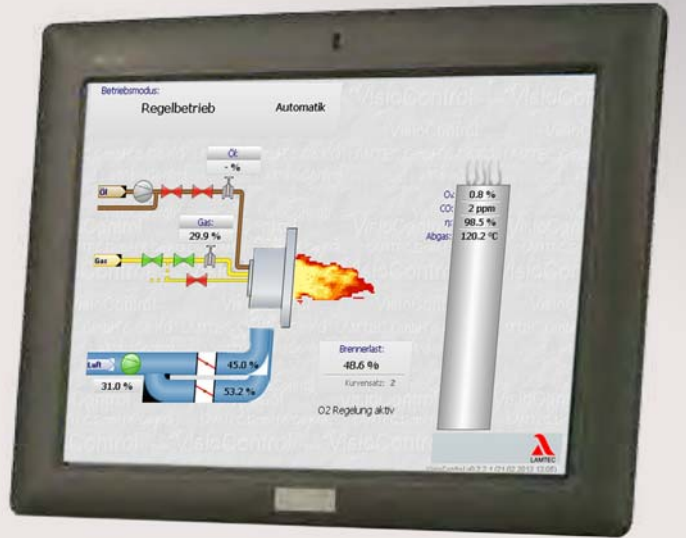 Betriebsmodus:
Regelbetrieb Automatik
Öl:
- %
Öl
Gas:
29.9 %
Gas
Luft
31.0 %
45.0 %
53.2 %
Brennerlast:
48.6 %
Kurvensatz: 2
O2 Regelung aktiv
O₂: 0.8 %
CO: 2 ppm
η: 98.5 %
Abgas: 120.2 °C
LAMTEC
VisioControl